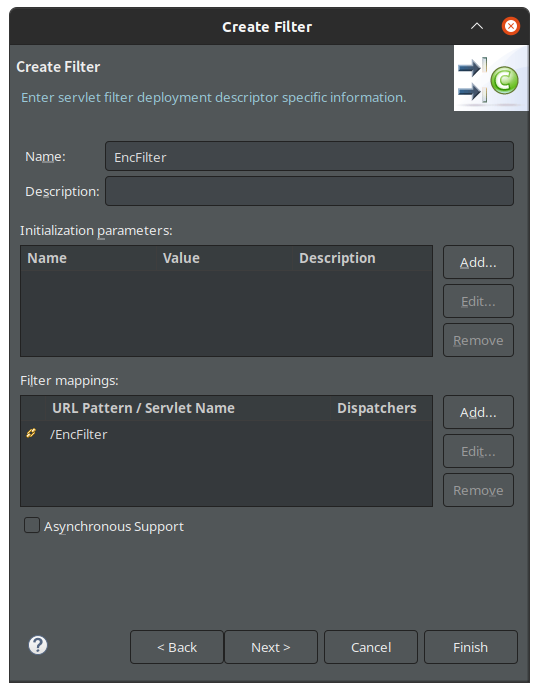 Create Filter
Create Filter
Enter servlet filter deployment descriptor specific information.
Name: EncFilter
Description:
Initialization parameters:
Name Value Description
Add...
Edit...
Remove
Filter mappings:
URL Pattern / Servlet Name Dispatchers
/EncFilter
Add...
Edit...
Remove
Asynchronous Support
< Back Next > Cancel Finish